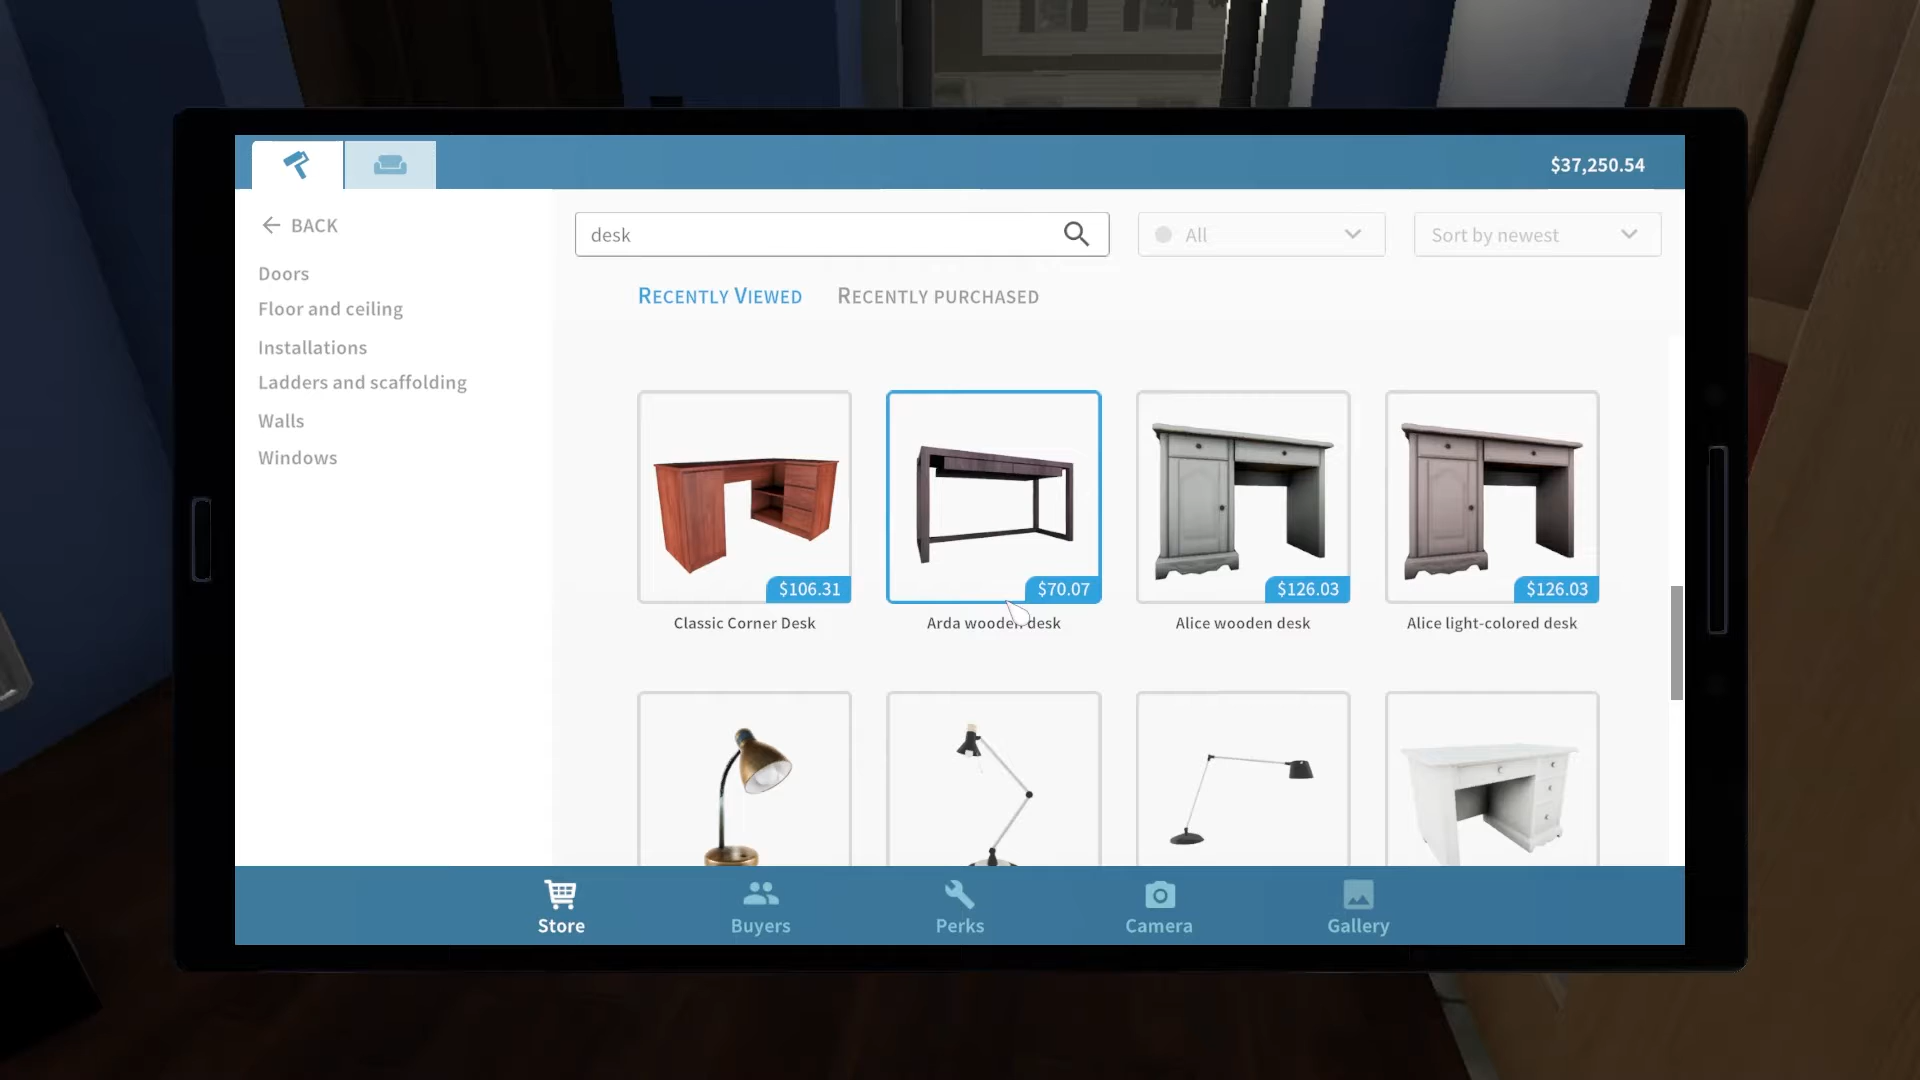 $37,250.54
BACK
desk
All
Sort by newest
Doors
Floor and ceiling
Installations
Ladders and scaffolding
Walls
Windows
RECENTLY VIEWED
RECENTLY PURCHASED
$106.31
$70.07
$126.03
$126.03
Classic Corner Desk
Arda wooden desk
Alice wooden desk
Alice light-colored desk
Store
Buyers
Perks
Camera
Gallery